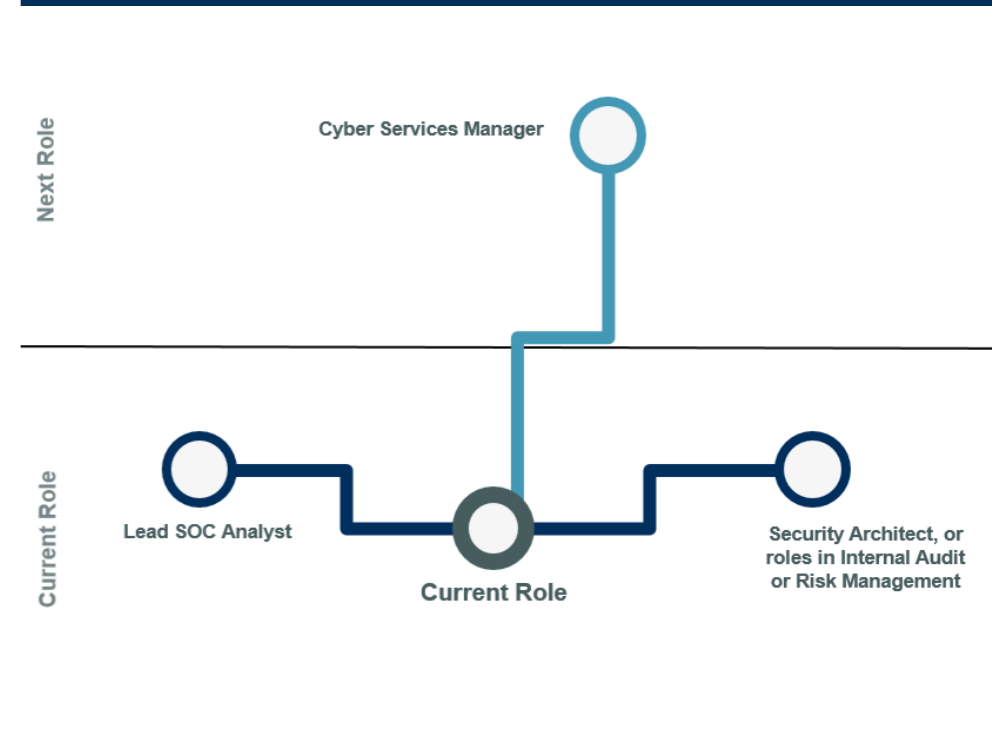 Next Role
Cyber Services Manager
Current Role
Lead SOC Analyst
Current Role
Security Architect, or
roles in Internal Audit
or Risk Management